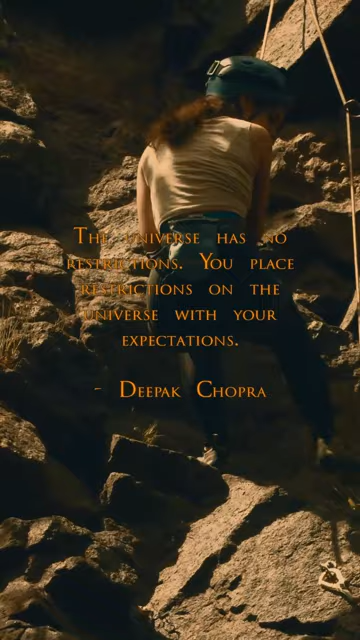 The universe has no
restrictions. You place
restrictions on the
universe with your
expectations.
- Deepak Chopra